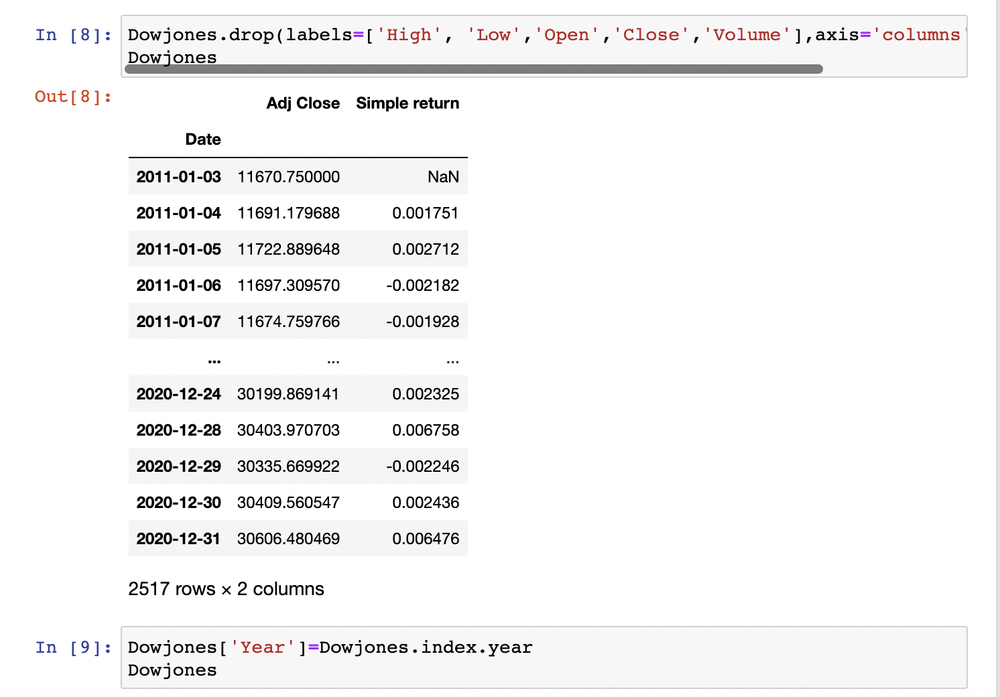 In [8]: Dowjones.drop(labels=['High', 'Low','Open','Close','Volume'],axis='columns'
Dowjones
Out[8]:
Adj Close Simple return
Date
2011-01-03 11670.750000 NaN
2011-01-04 11691.179688 0.001751
2011-01-05 11722.889648 0.002712
2011-01-06 11697.309570 -0.002182
2011-01-07 11674.759766 -0.001928
... ... ...
2020-12-24 30199.869141 0.002325
2020-12-28 30403.970703 0.006758
2020-12-29 30335.669922 -0.002246
2020-12-30 30409.560547 0.002436
2020-12-31 30606.480469 0.006476
2517 rows × 2 columns
In [9]: Dowjones['Year']=Dowjones.index.year
Dowjones